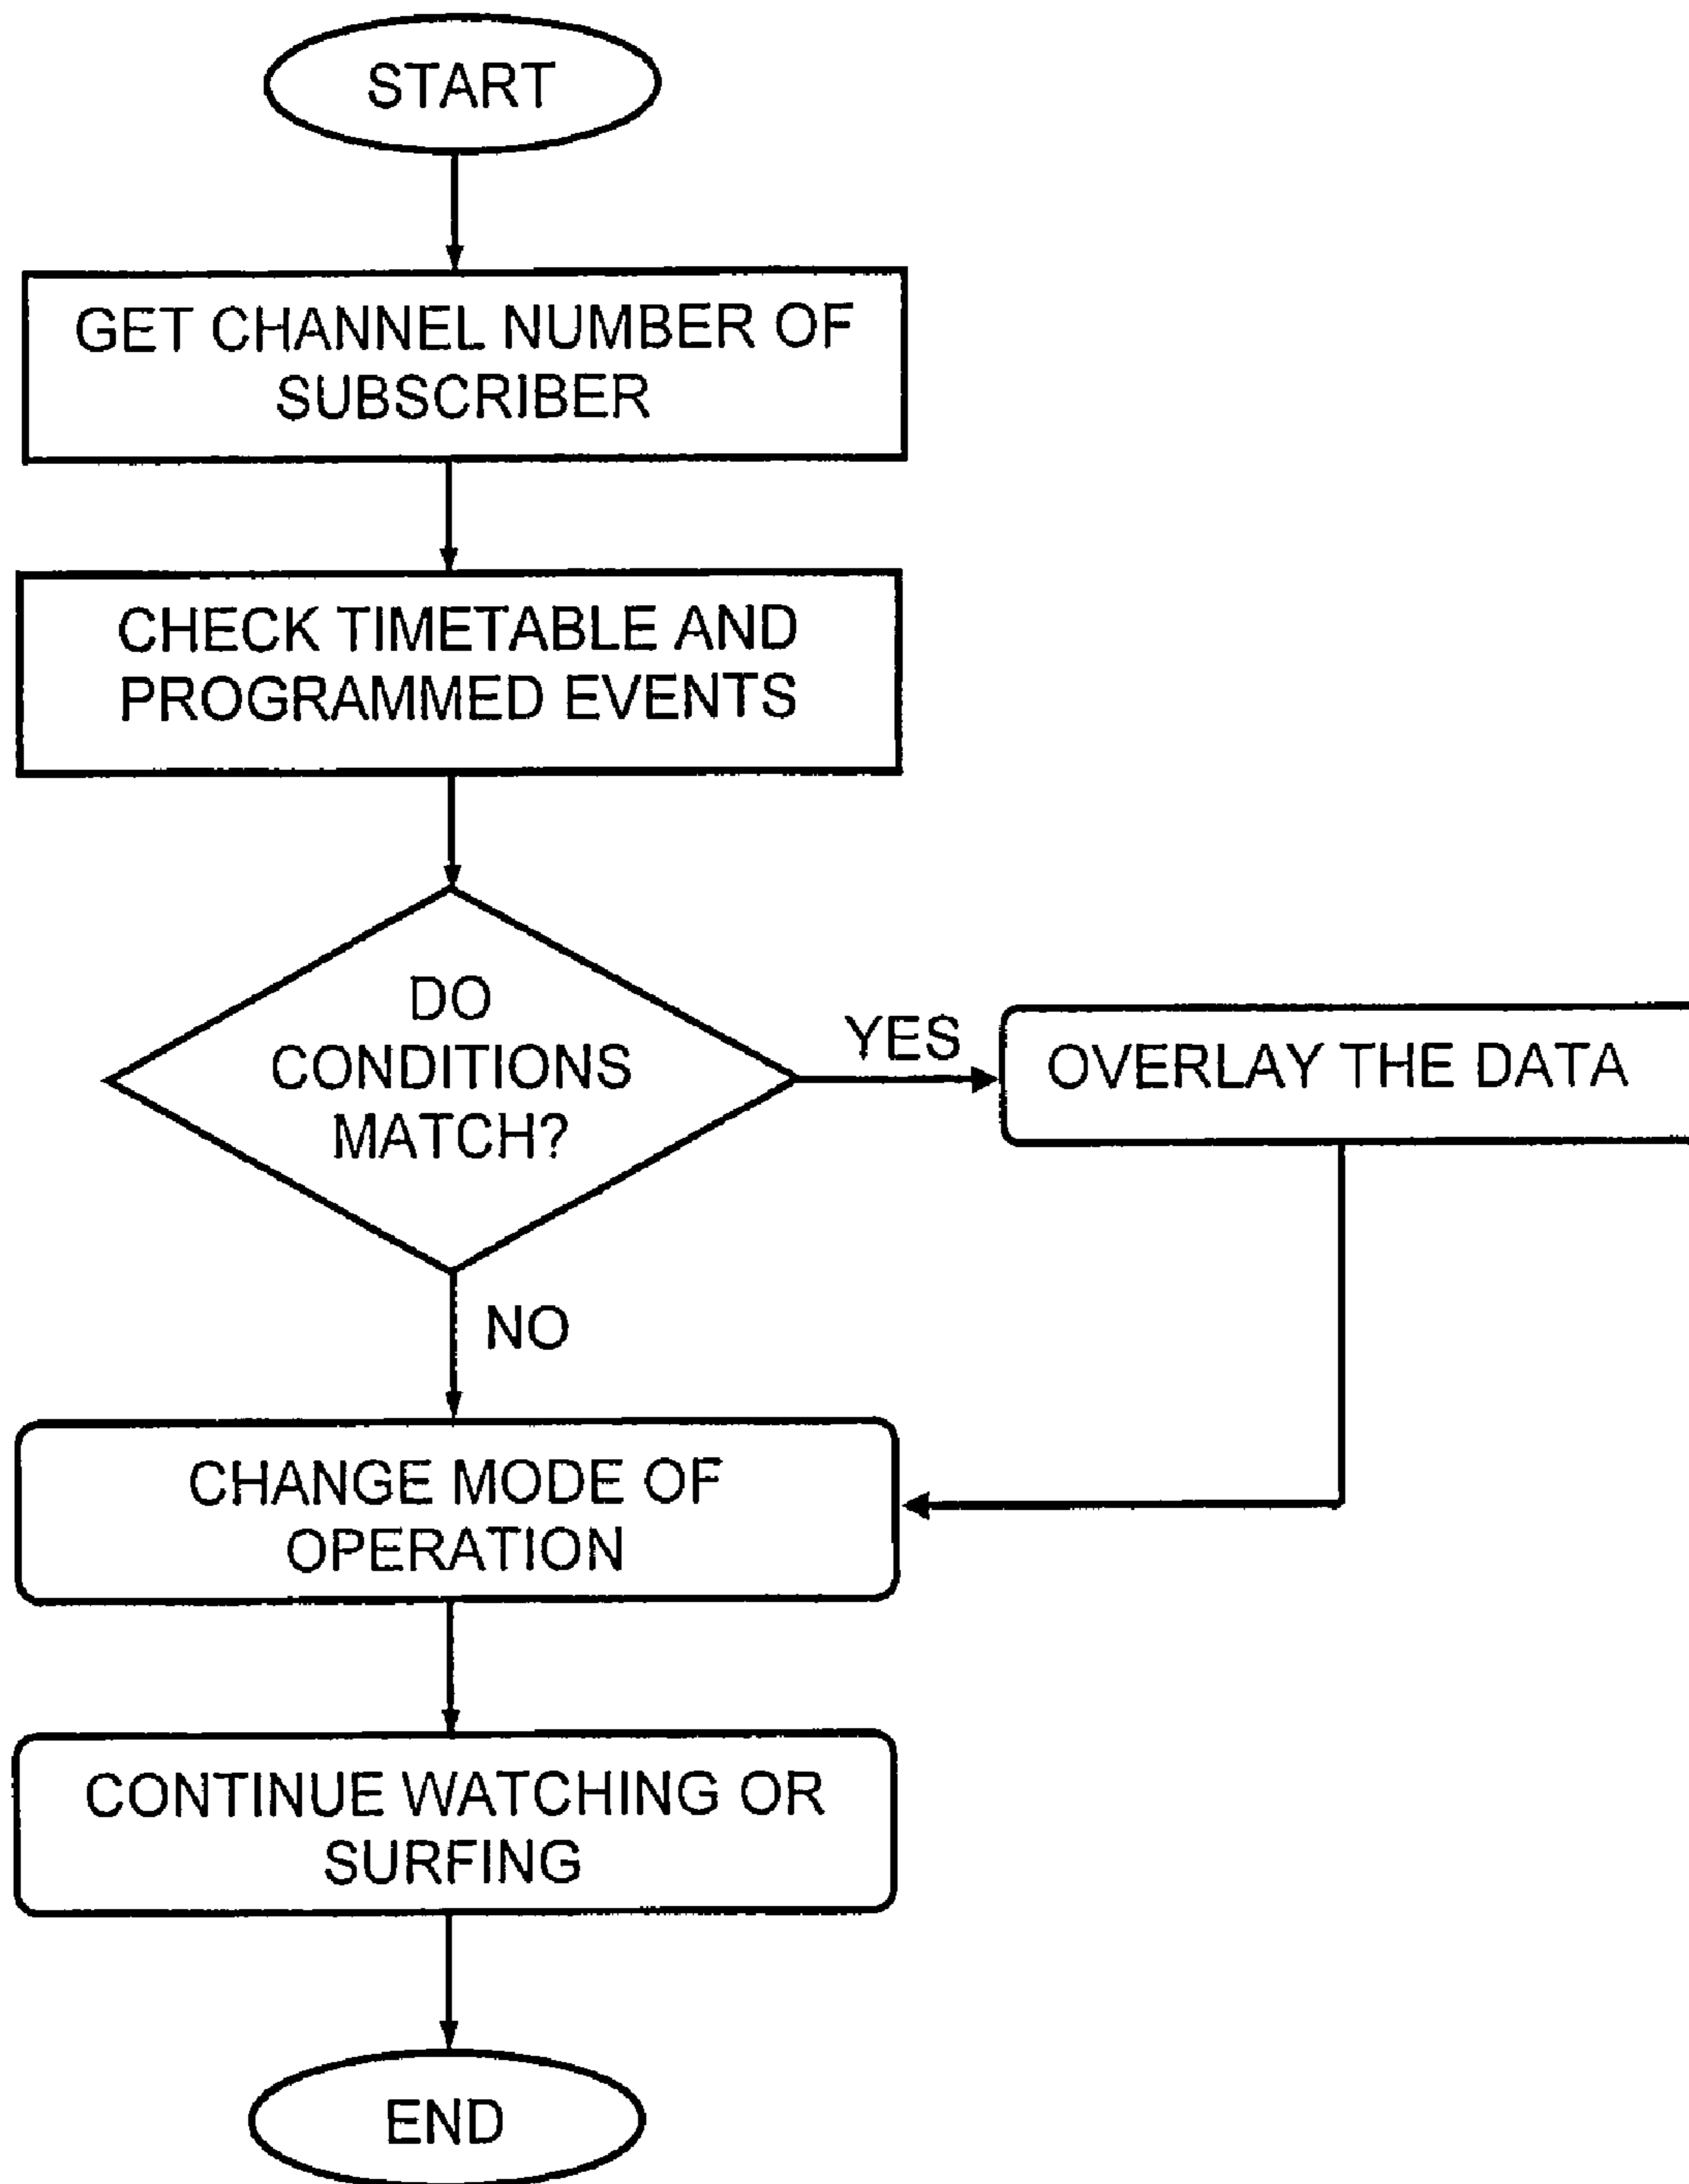 START
GET CHANNEL NUMBER OF
SUBSCRIBER
CHECK TIMETABLE AND
PROGRAMMED EVENTS
DO
CONDITIONS
MATCH?
YES
OVERLAY THE DATA
NO
CHANGE MODE OF
OPERATION
CONTINUE WATCHING OR
SURFING
END